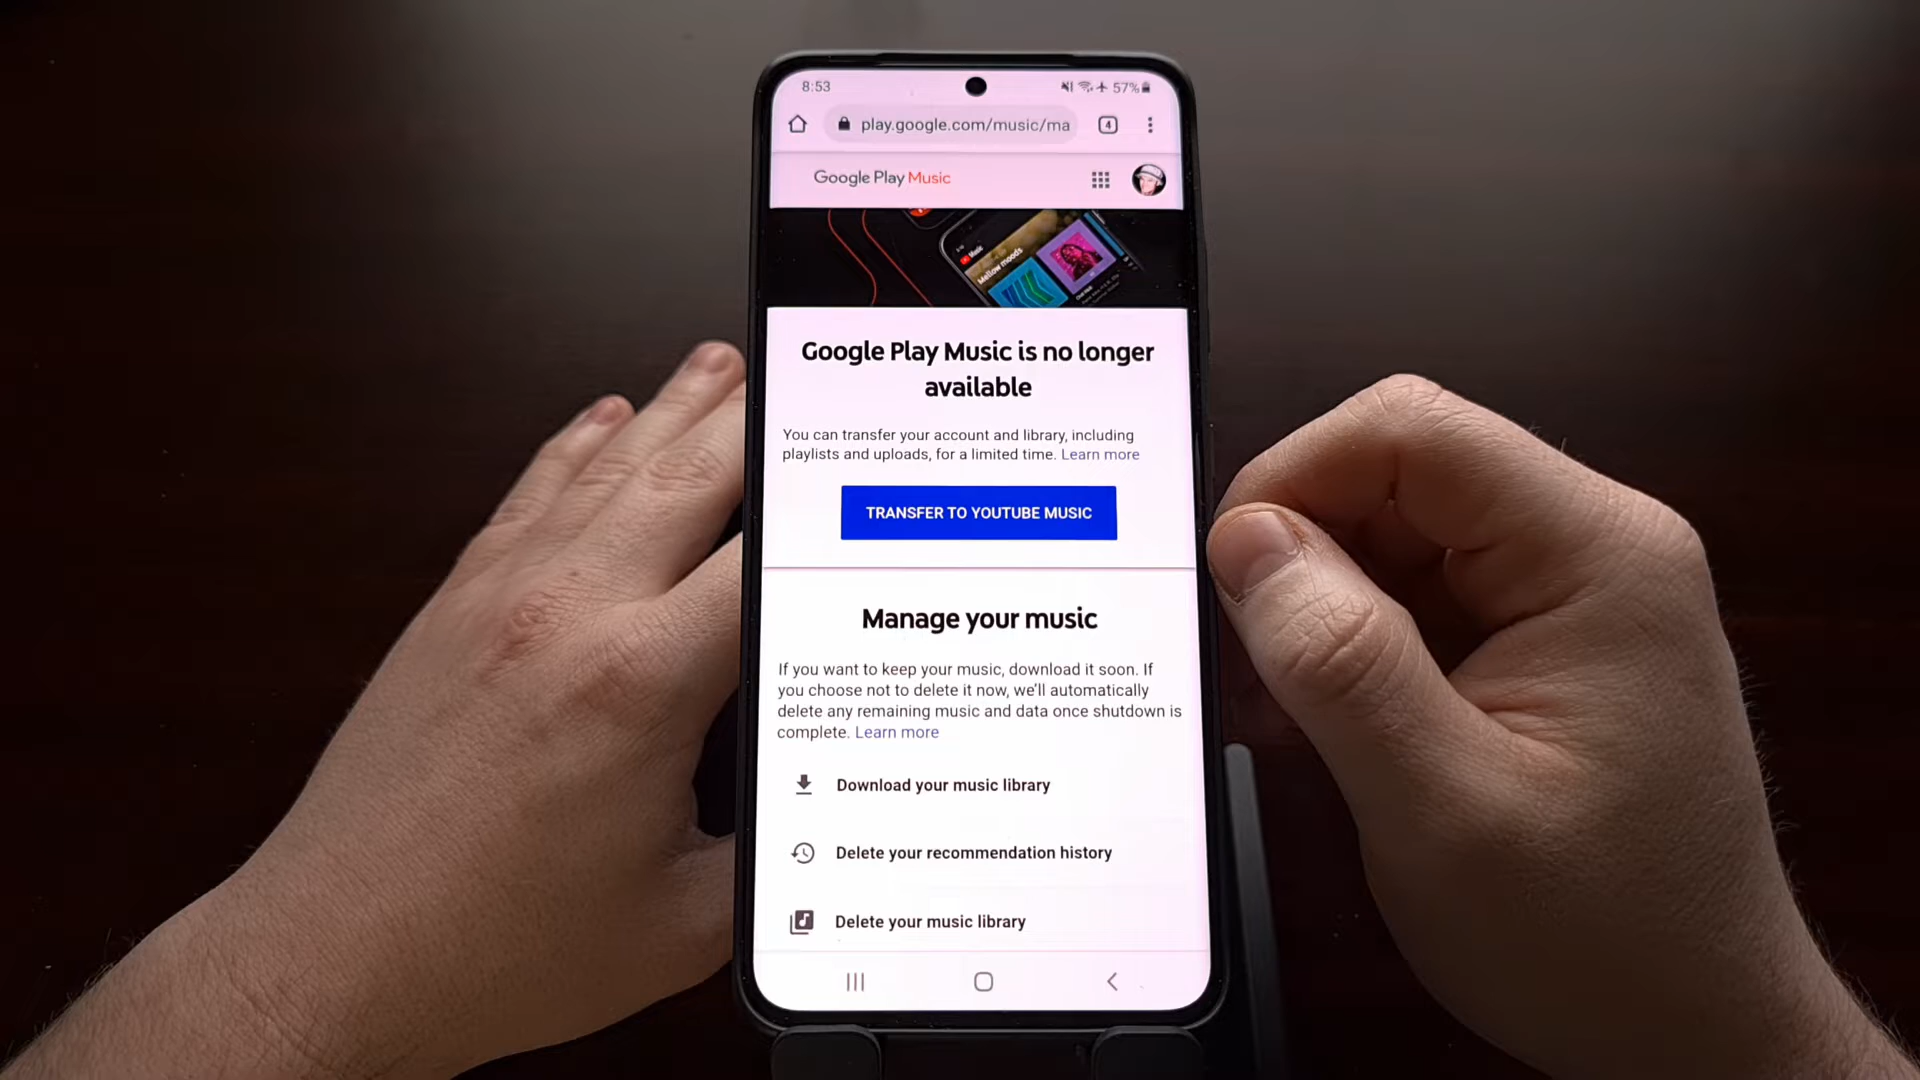 8:53
57%
play.google.com/music/ma
4
Google Play Music
Music
Mellow moods
Google Play Music is no longer
available
You can transfer your account and library, including
playlists and uploads, for a limited time. Learn more
TRANSFER TO YOUTUBE MUSIC
Manage your music
If you want to keep your music, download it soon. If
you choose not to delete it now, we'll automatically
delete any remaining music and data once shutdown is
complete. Learn more
Download your music library
Delete your recommendation history
Delete your music library